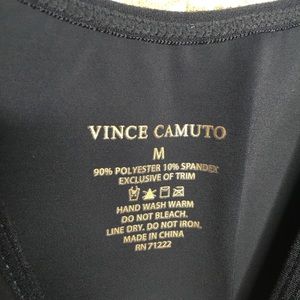 VINCE CAMUTO
M
90% POLYESTER 10% SPANDEX
EXCLUSIVE OF TRIM
HAND WASH WARM
DO NOT BLEACH.
LINE DRY. DO NOT IRON.
MADE IN CHINA
RN 71222